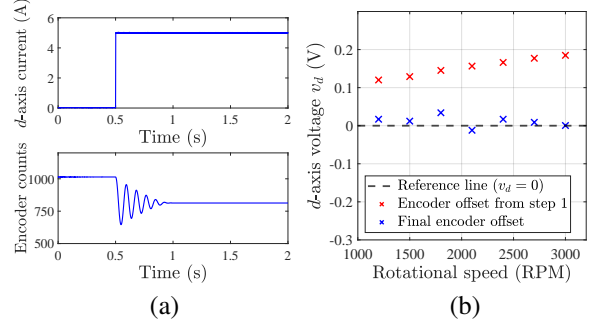 d-axis current (A)
6
4
2
0
0 0.5 1 1.5 2
Time (s)
Encoder counts
1000
750
500
0 0.5 1 1.5 2
Time (s)
(a)
d-axis voltage v_d (V)
0.2
0.1
0
-0.1
-0.2
-0.3
Reference line (v_d = 0)
Encoder offset from step 1
Final encoder offset
1000 1500 2000 2500 3000
Rotational speed (RPM)
(b)